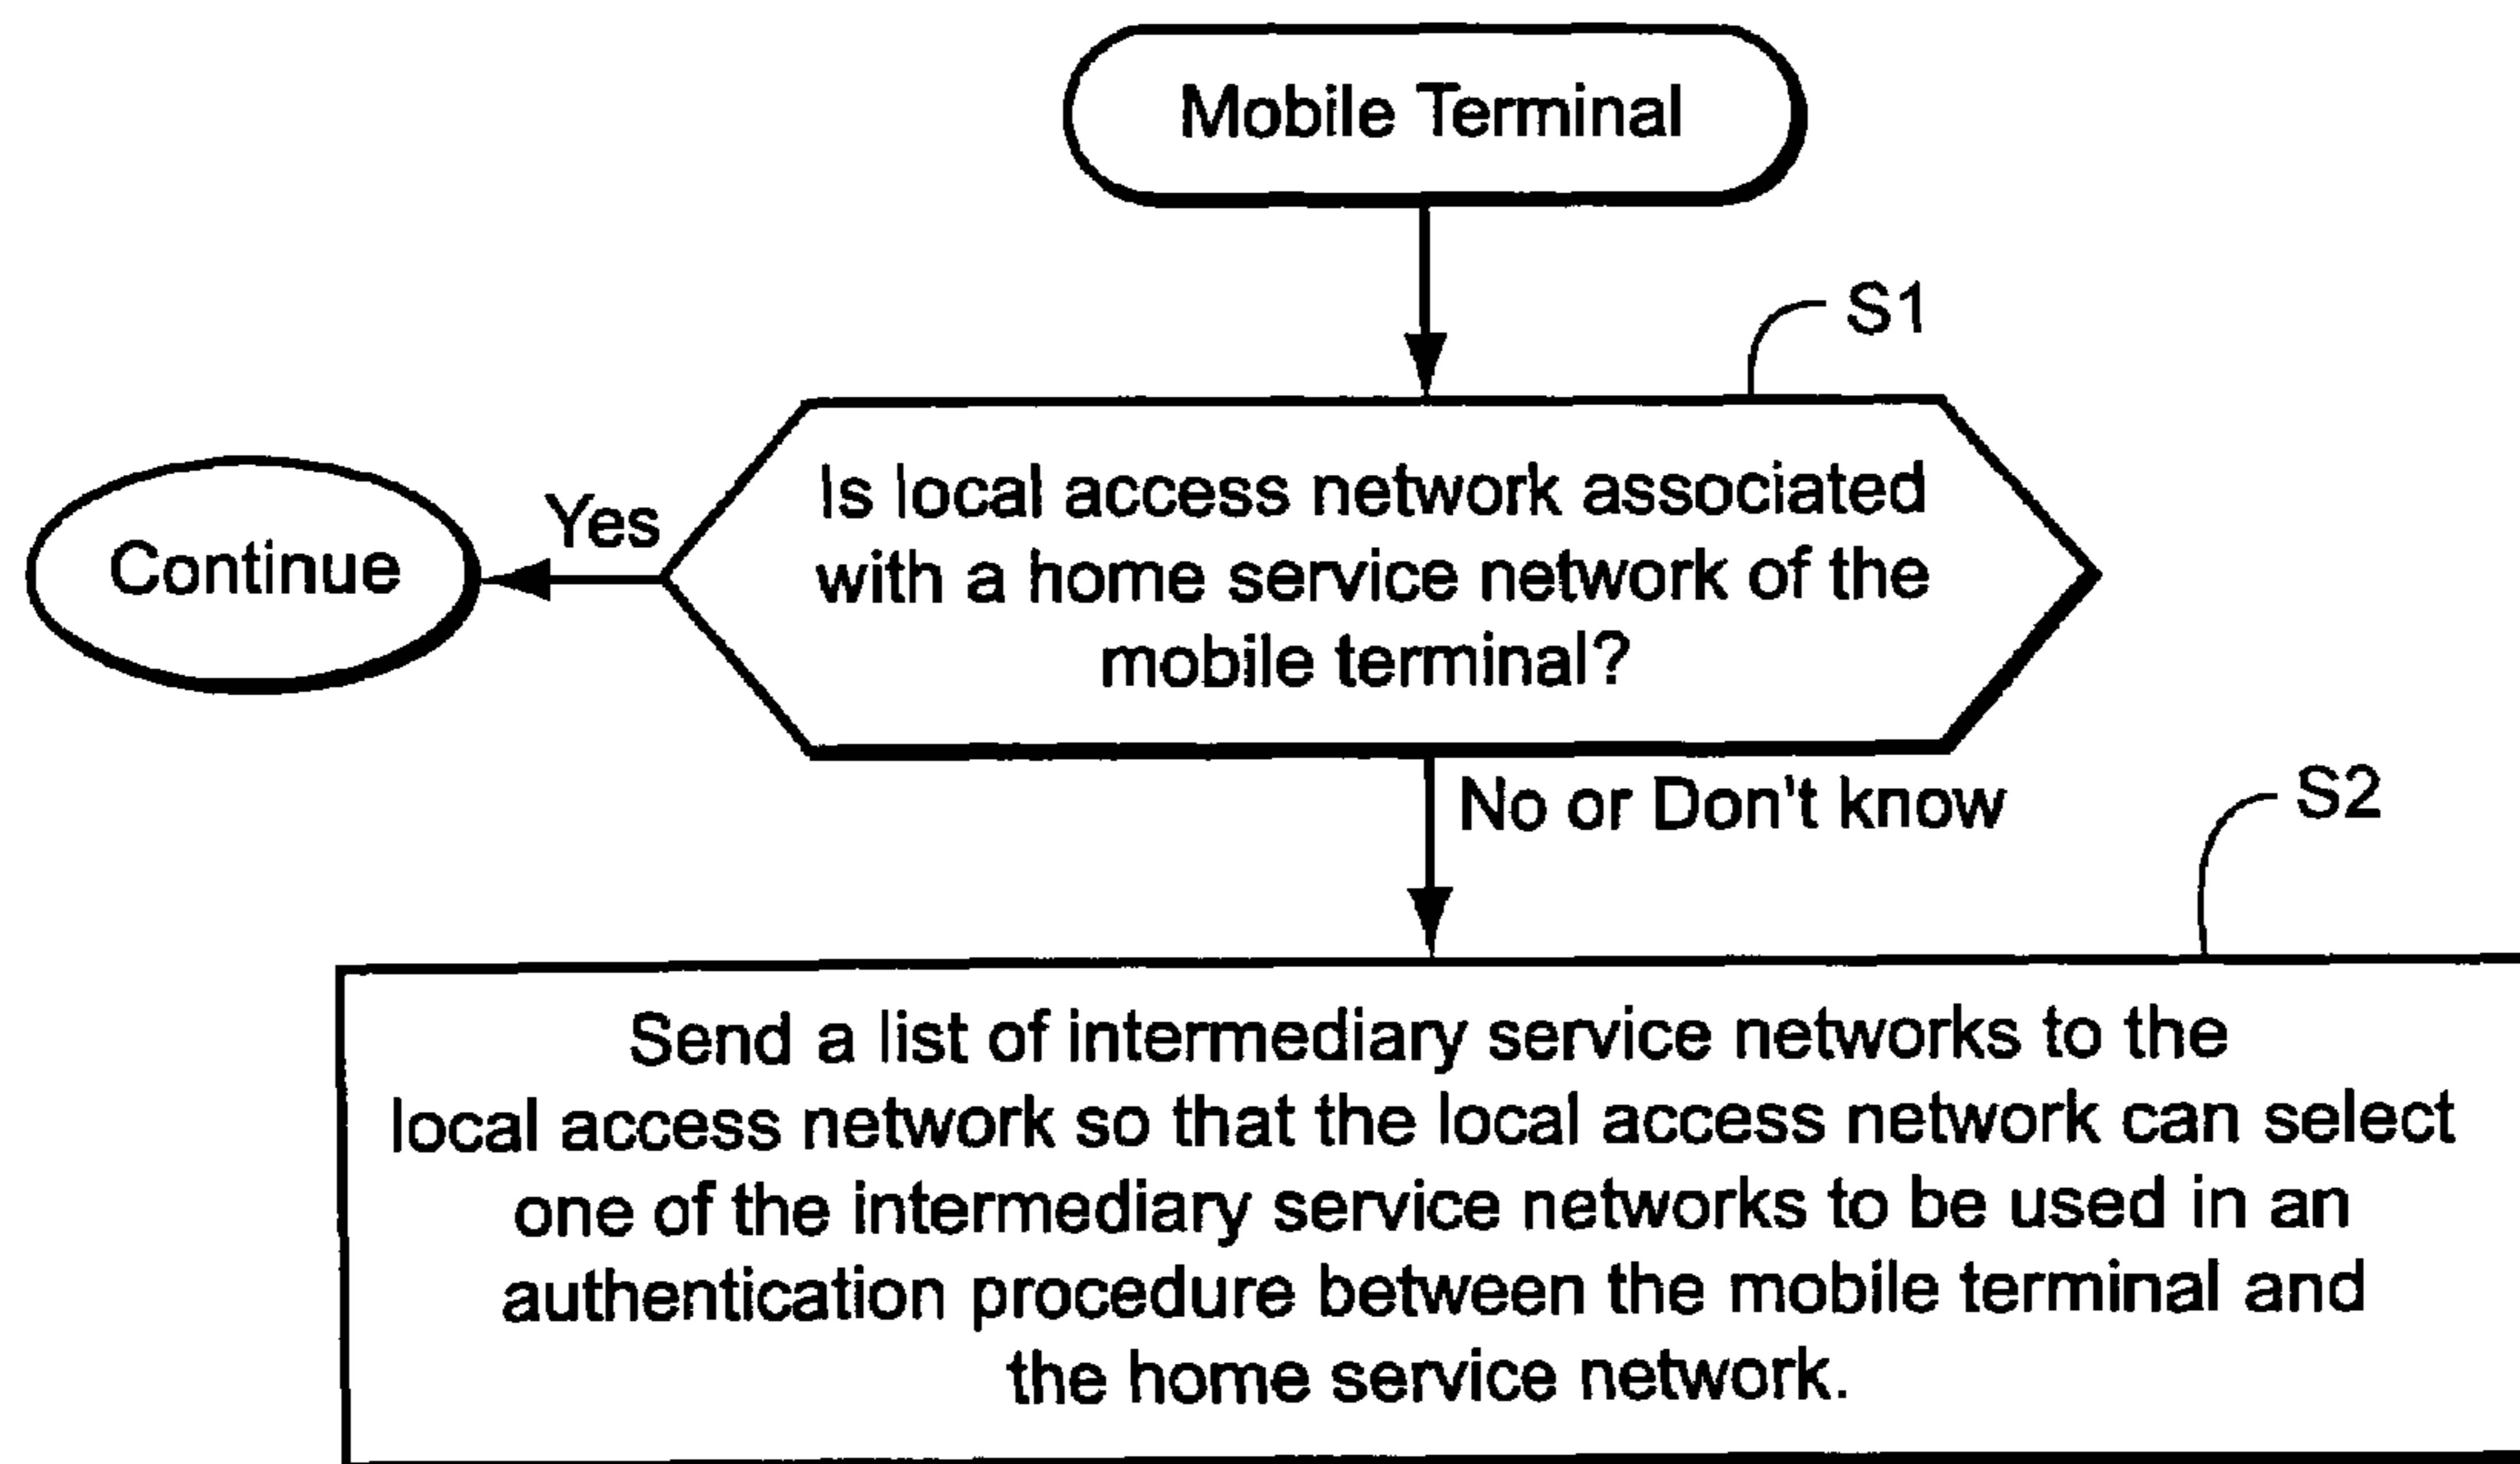 Mobile Terminal
S1
Is local access network associated
with a home service network of the
mobile terminal?
Yes
Continue
No or Don't know
S2
Send a list of intermediary service networks to the
local access network so that the local access network can select
one of the intermediary service networks to be used in an
authentication procedure between the mobile terminal and
the home service network.